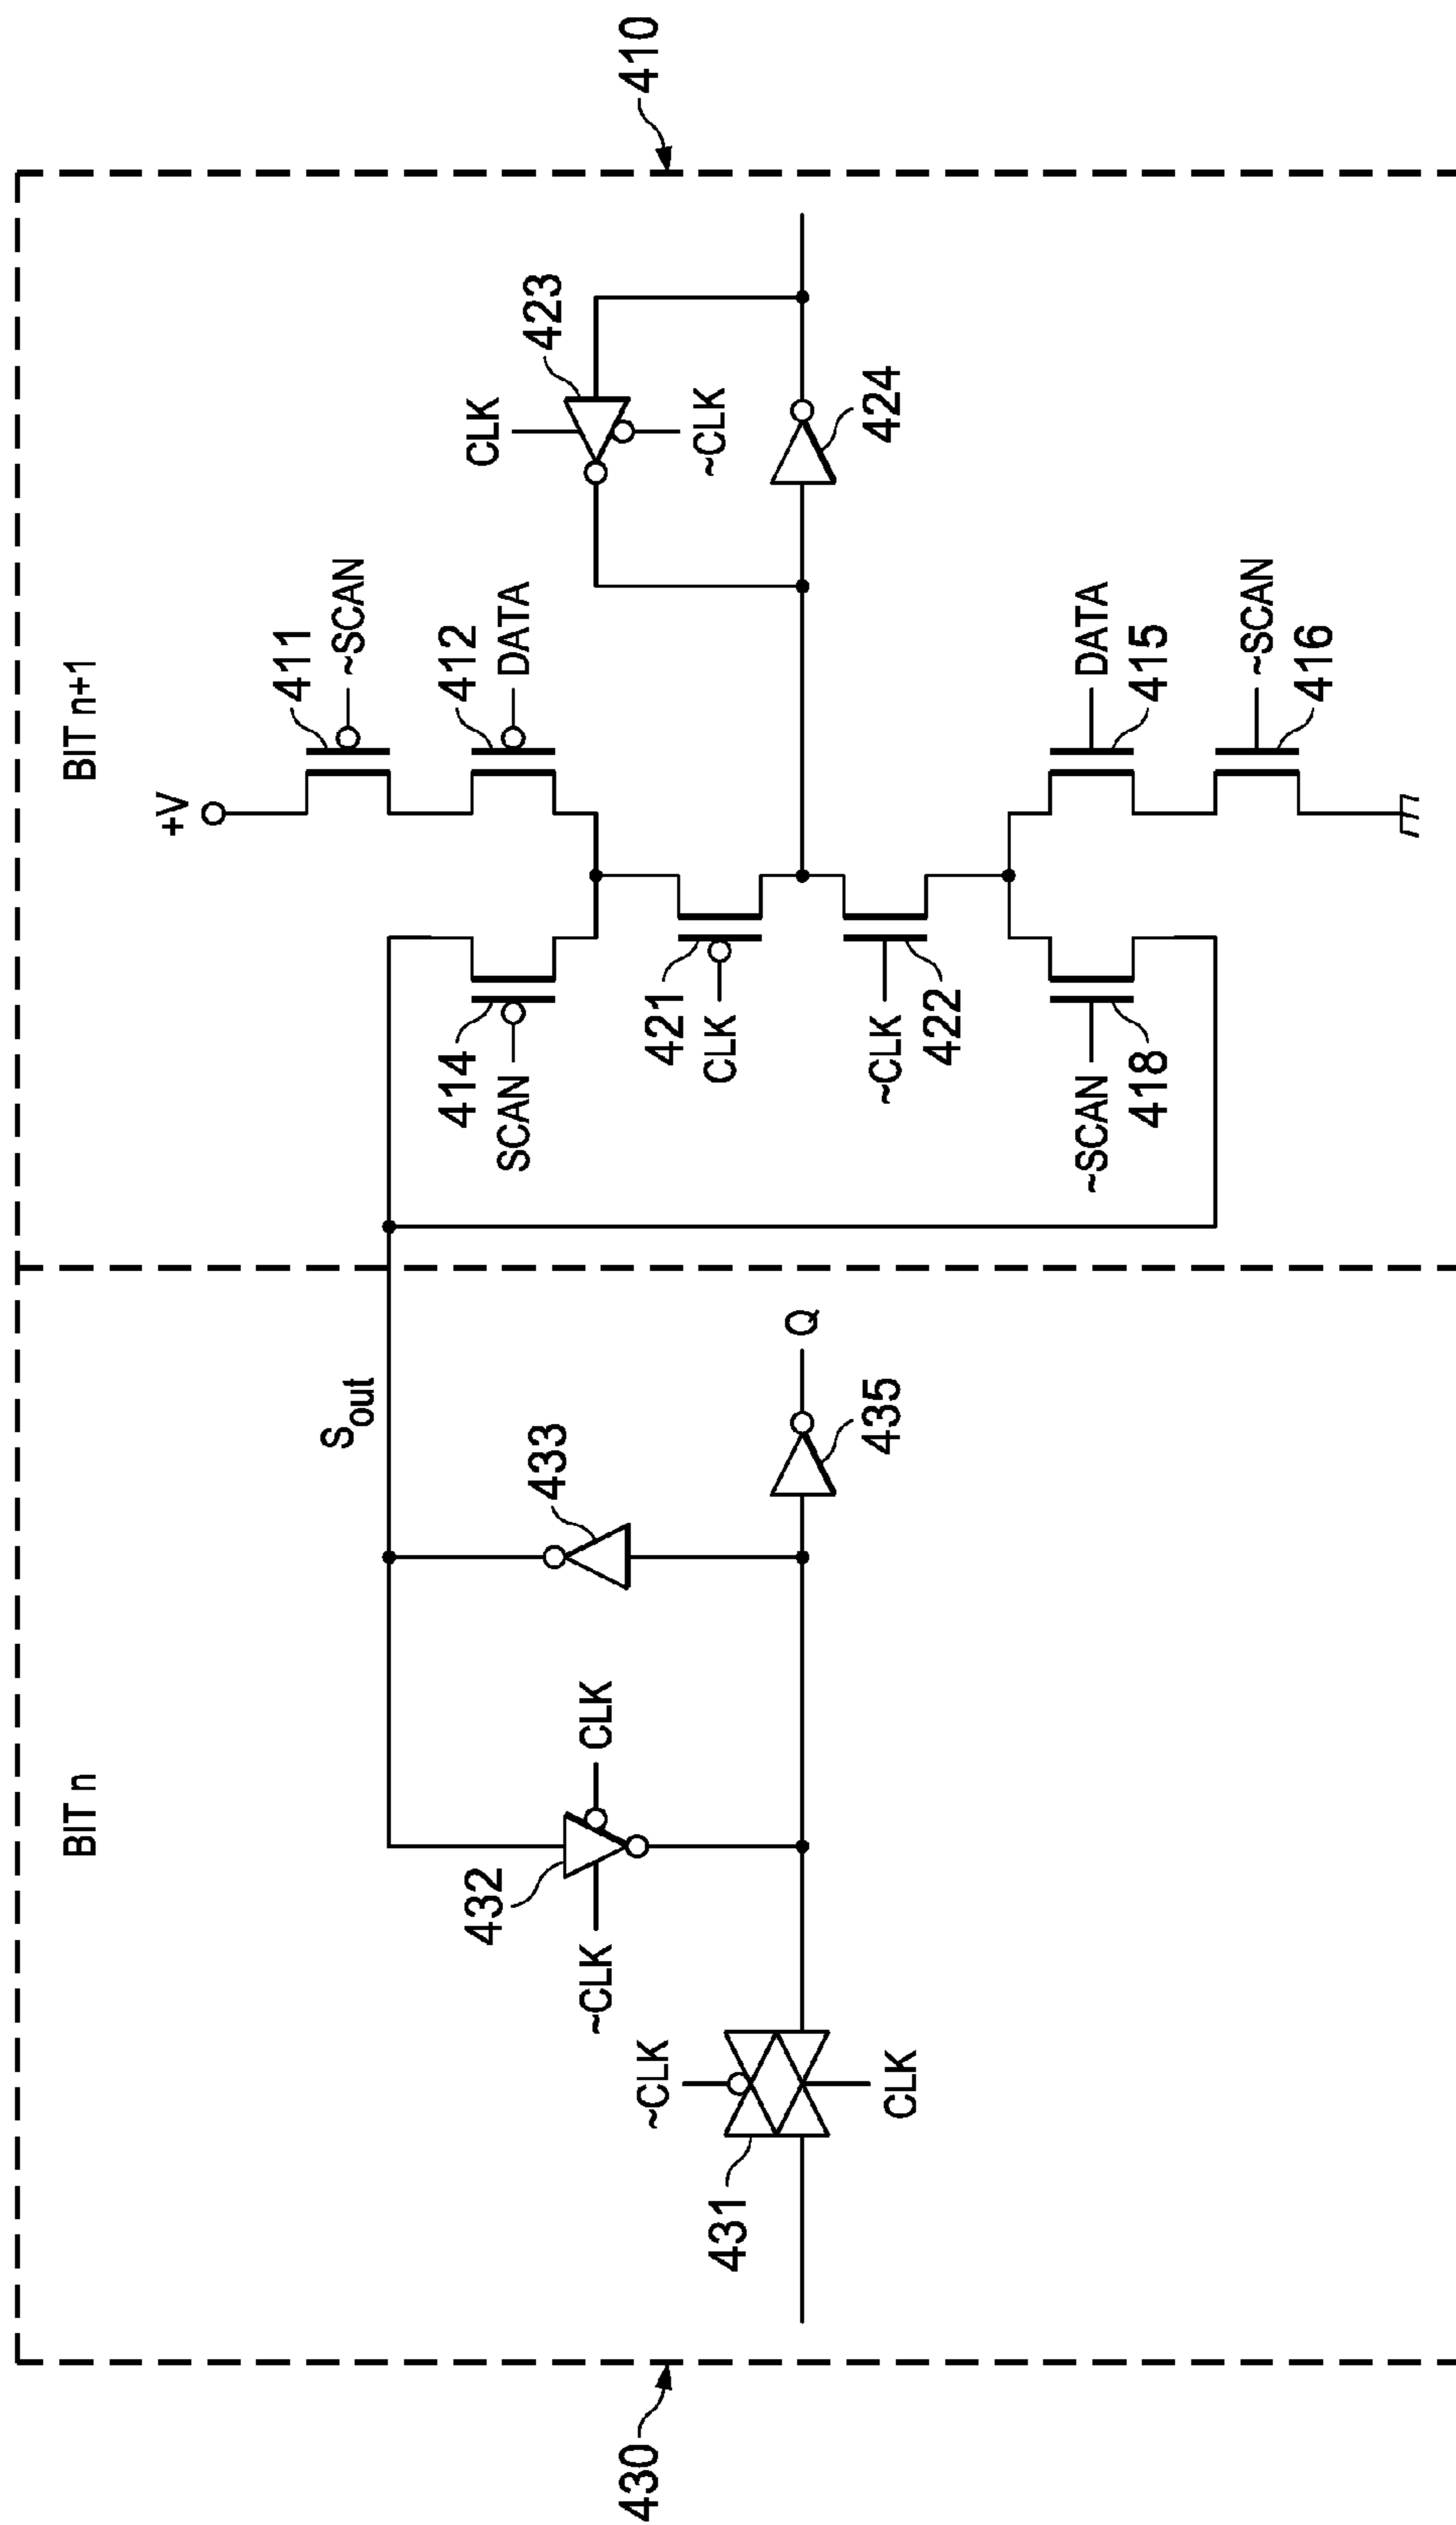 BIT n
BIT n+1
430
410
431
~CLK
CLK
432
~CLK
CLK
433
Sout
435
Q
+V
411
~SCAN
412
DATA
414
SCAN
421
CLK
~CLK
422
~SCAN
418
DATA
415
~SCAN
416
CLK
423
~CLK
424